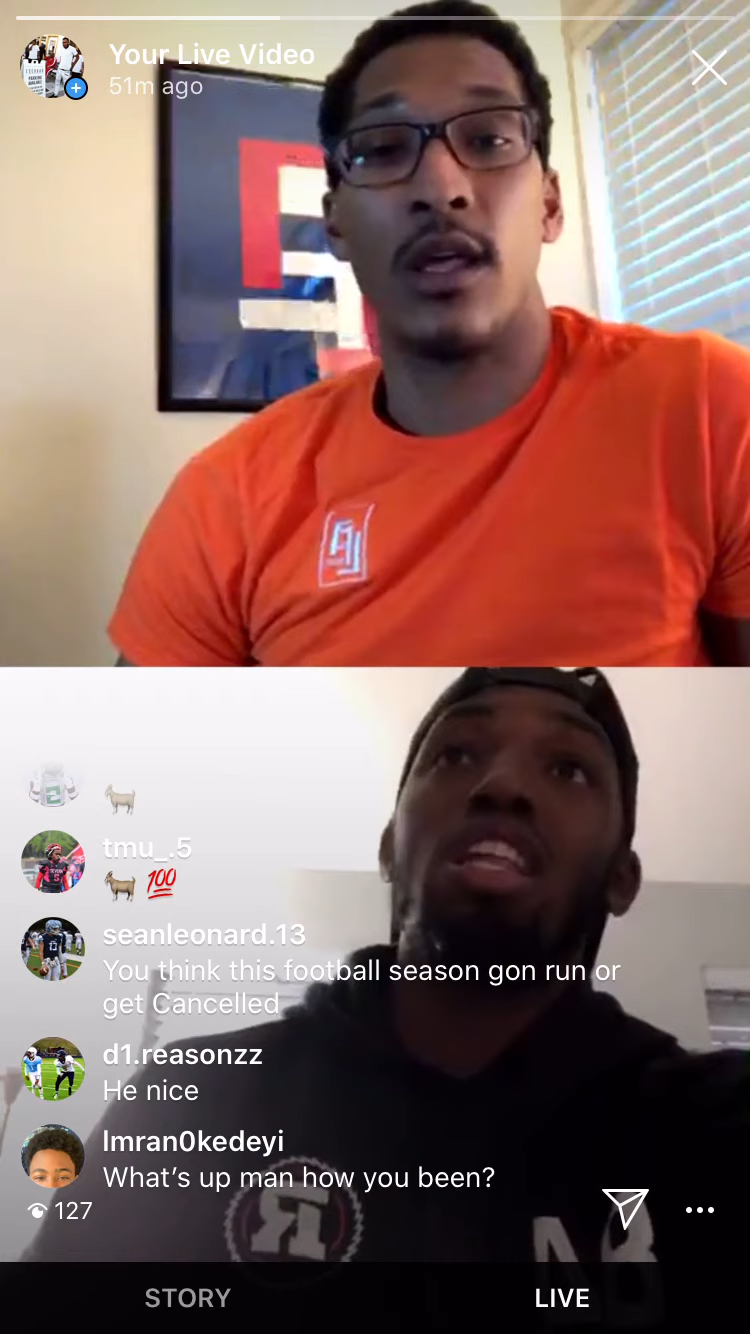 Your Live Video
51m ago
tmu_.5
💯
seanleonard.13
You think this football season gon run or
get Cancelled
d1.reasonzz
He nice
Imran0kedeyi
What's up man how you been?
127
STORY
LIVE